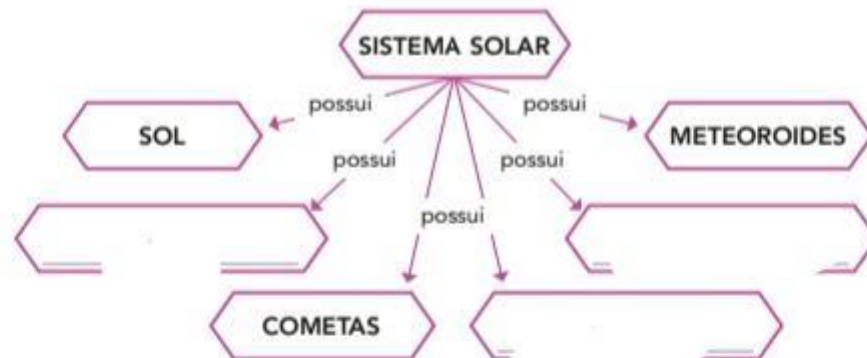 SISTEMA SOLAR
possui
possui
SOL
METEOROIDES
possui
possui
possui
COMETAS